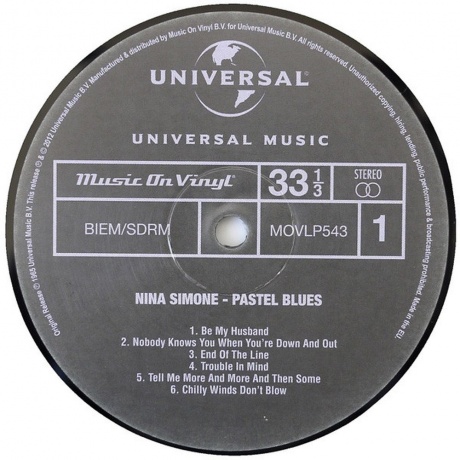 UNIVERSAL
UNIVERSAL MUSIC
Music On Vinyl®
33 1/3
STEREO
BIEM/SDRM
MOVLP543
1
NINA SIMONE - PASTEL BLUES
1. Be My Husband
2. Nobody Knows You When You're Down And Out
3. End Of The Line
4. Trouble In Mind
5. Tell Me More And More And Then Some
6. Chilly Winds Don't Blow
Original Release ℗ 1965 Universal Music B.V. This release ℗ & © 2012 Universal Music B.V. Manufactured & distributed by Music On Vinyl B.V. for Universal Music B.V. All rights reserved. Unauthorized copying, hiring, lending, public performance & broadcasting prohibited. Made in the EU.